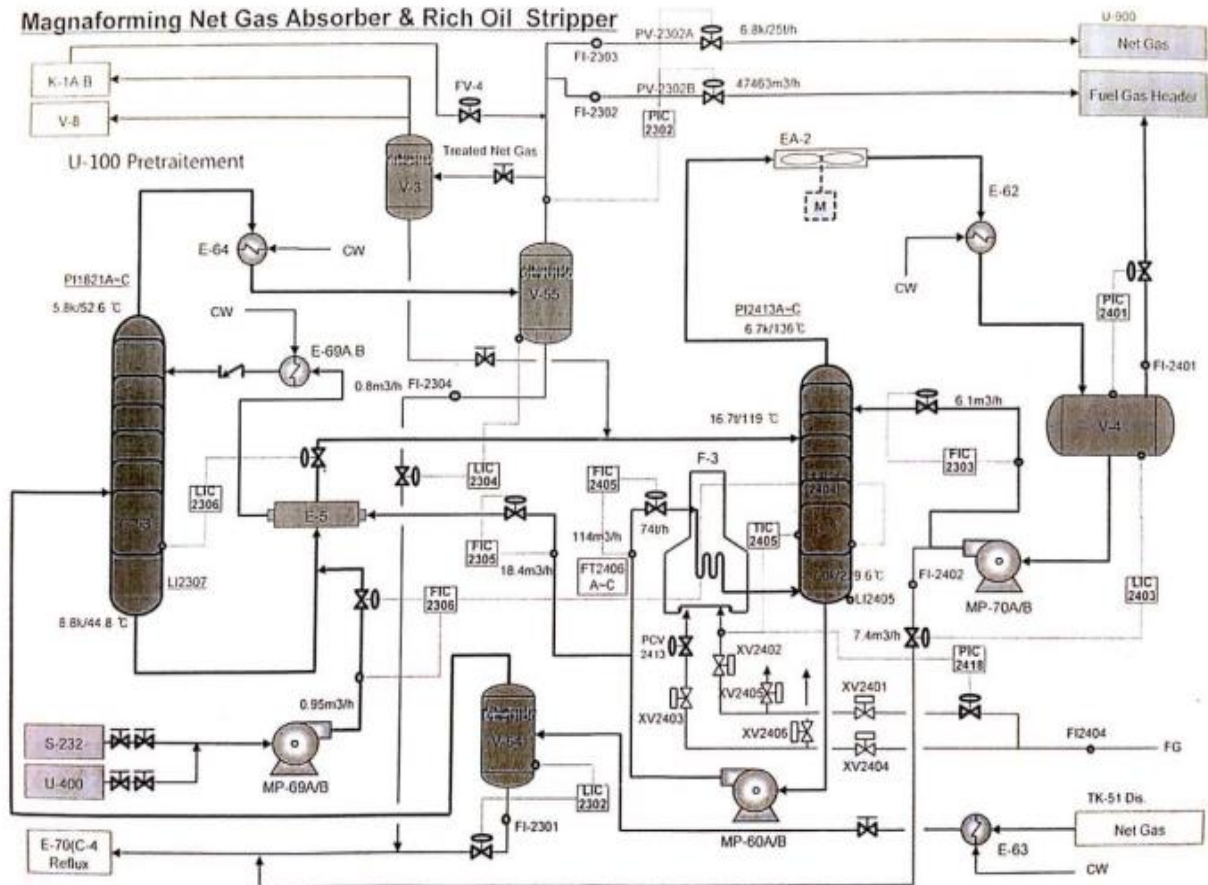 Magnaforming Net Gas Absorber & Rich Oil Stripper
U-900
Net Gas
PV-2302A
6.8k/25t/h
FI-2303
K-1A B
FV-4
PV-2302B
47463m3/h
Fuel Gas Header
FI-2302
V-8
PIC
2302
EA-2
U-100 Pretraitement
Treated Net Gas
V-3
E-62
M
E-64
CW
PI1821A~C
5.8k/52.6 ℃
V-55
PI2413A~C
6.7k/136℃
CW
PIC
2401
CW
E-69A B
FI-2401
0.8m3/h
FI-2304
6.1m3/h
V-4
16.7t/119 ℃
F-3
FIC
2303
LIC
2306
LIC
2304
FIC
2405
E-5
74t/h
TIC
2405
114m3/h
FIC
2305
18.4m3/h
FT2406
A~C
LI2307
FIC
2306
FI-2402
LI2405
MP-70A/B
LIC
2403
8.8k/44.8 ℃
PCV
2413
XV2402
7.4m3/h
PIC
2418
XV2405
XV2401
0.95m3/h
XV2403
V-64
XV2406
FI2404
FG
S-232
XV2404
U-400
MP-69A/B
LIC
2302
TK-51 Dis.
FI-2301
MP-60A/B
Net Gas
E-63
E-70(C-4
Reflux
CW